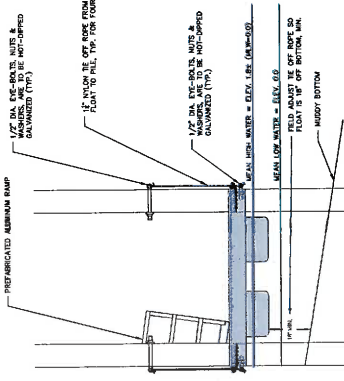 PREFABRICATED ALUMINUM RAMP
1/2" DIA. EYE-BOLTS, NUTS &
WASHERS, ARE TO BE HOT-DIPPED
GALVANIZED (TYP.)
NYLON TIE OFF ROPE FROM
FLOAT TO PILE, TYP. FOUR
1/2" DIA. EYE-BOLTS, NUTS &
WASHERS, ARE TO BE HOT-DIPPED
GALVANIZED (TYP.)
MEAN HIGH WATER = ELEV. 1.8± (MLW=0.0)
MEAN LOW WATER = ELEV. 0.0
FIELD ADJUST TIE OFF ROPE SO
FLOAT IS 18" OFF BOTTOM, MIN.
MUDDY BOTTOM
18" MIN.